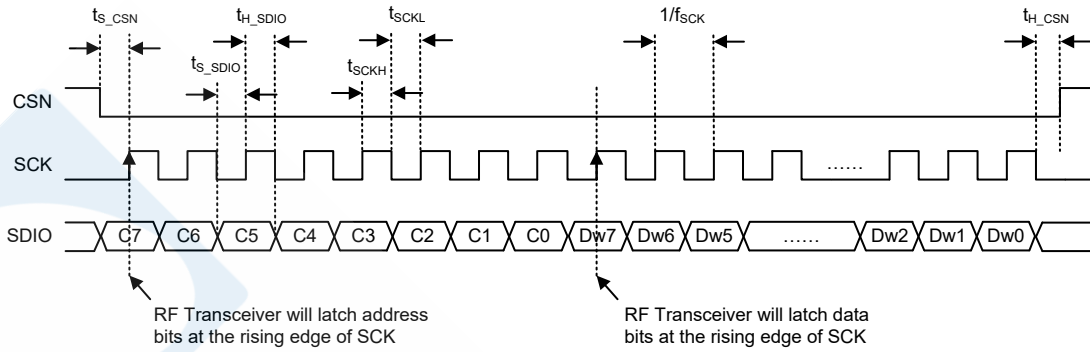 t_S_CSN t_H_SDIO t_SCKL 1/f_SCK t_H_CSN
t_S_SDIO t_SCKH
CSN
SCK ......
SDIO C7 C6 C5 C4 C3 C2 C1 C0 Dw7 Dw6 Dw5 ...... Dw2 Dw1 Dw0
RF Transceiver will latch address
bits at the rising edge of SCK
RF Transceiver will latch data
bits at the rising edge of SCK